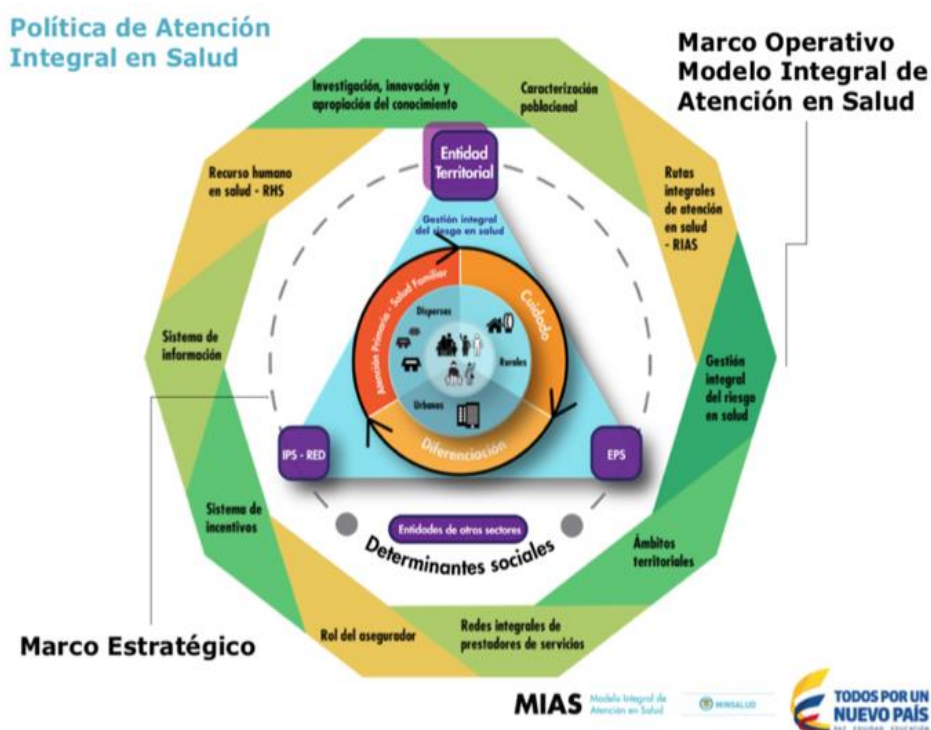 Política de Atención
Integral en Salud
Marco Operativo
Modelo Integral de
Atención en Salud
Investigación, innovación y
apropiación del conocimiento
Caracterización
poblacional
Rutas
integrales
de atención
en salud
- RIAS
Gestión
integral
del riesgo
en salud
Ámbitos
territoriales
Redes integrales de
prestadores de servicios
Rol del asegurador
Sistema de
incentivos
Sistema de
información
Recurso humano
en salud - RHS
Entidad
Territorial
Gestión integral
del riesgo en salud
Atención Primaria - Salud Familiar
Cuidado
Diferenciación
Dispersas
Rurales
Urbanos
IPS - RED
EPS
Entidades de otros sectores
Determinantes sociales
Marco Estratégico
MIAS
Modelo Integral de
Atención en Salud
MINSALUD
TODOS POR UN
NUEVO PAÍS
PAZ EQUIDAD EDUCACIÓN